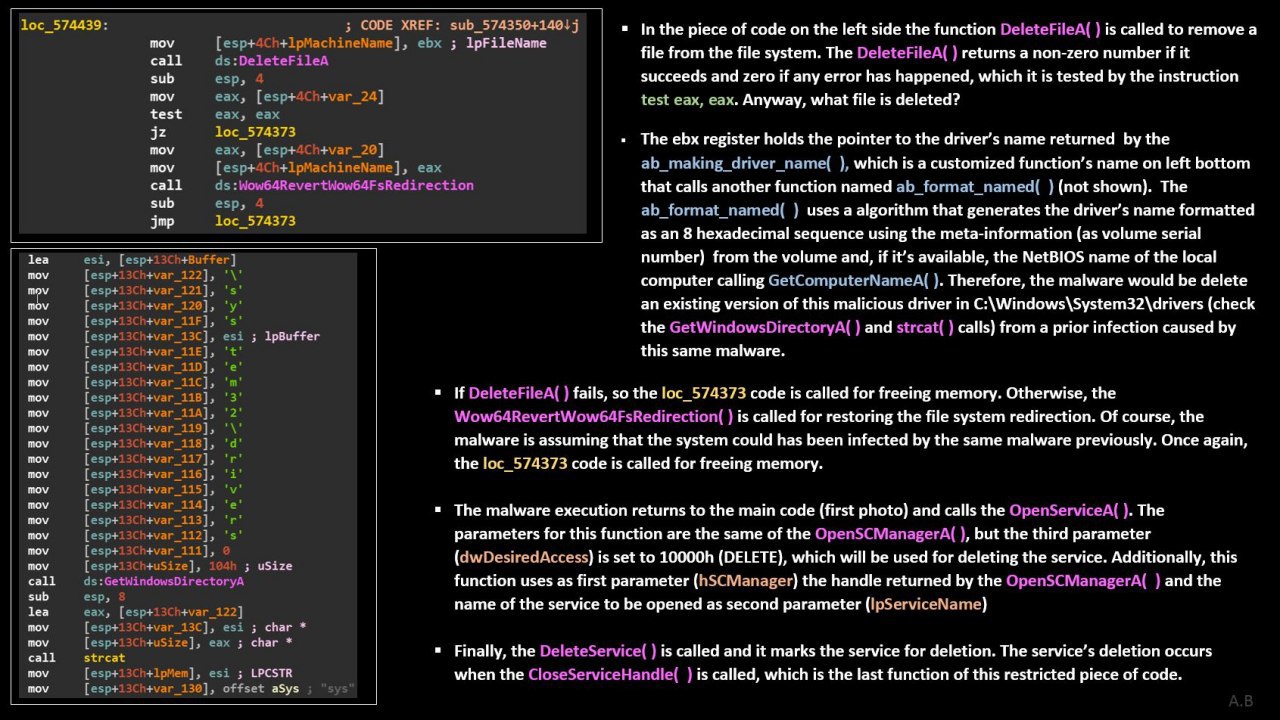 loc_574439: ; CODE XREF: sub_574350+140↓j
mov [esp+4Ch+lpMachineName], ebx ; lpFileName
call ds:DeleteFileA
sub esp, 4
mov eax, [esp+4Ch+var_24]
test eax, eax
jz loc_574373
mov eax, [esp+4Ch+var_20]
mov [esp+4Ch+lpMachineName], eax
call ds:Wow64RevertWow64FsRedirection
sub esp, 4
jmp loc_574373
lea esi, [esp+13Ch+Buffer]
mov [esp+13Ch+var_122], '\'
mov [esp+13Ch+var_121], 's'
mov [esp+13Ch+var_120], 'y'
mov [esp+13Ch+var_11F], 's'
mov [esp+13Ch+var_13C], esi ; lpBuffer
mov [esp+13Ch+var_11E], 't'
mov [esp+13Ch+var_11D], 'e'
mov [esp+13Ch+var_11C], 'm'
mov [esp+13Ch+var_11B], '3'
mov [esp+13Ch+var_11A], '2'
mov [esp+13Ch+var_119], '\'
mov [esp+13Ch+var_118], 'd'
mov [esp+13Ch+var_117], 'r'
mov [esp+13Ch+var_116], 'i'
mov [esp+13Ch+var_115], 'v'
mov [esp+13Ch+var_114], 'e'
mov [esp+13Ch+var_113], 'r'
mov [esp+13Ch+var_112], 's'
mov [esp+13Ch+var_111], 0
mov [esp+13Ch+uSize], 104h ; uSize
call ds:GetWindowsDirectoryA
sub esp, 8
lea eax, [esp+13Ch+var_122]
mov [esp+13Ch+var_13C], esi ; char *
mov [esp+13Ch+uSize], eax ; char *
call strcat
mov [esp+13Ch+lpMem], esi ; LPCSTR
mov [esp+13Ch+var_130], offset aSys ; "sys"
▪ In the piece of code on the left side the function DeleteFileA( ) is called to remove a
file from the file system. The DeleteFileA( ) returns a non-zero number if it
succeeds and zero if any error has happened, which it is tested by the instruction
test eax, eax. Anyway, what file is deleted?
▪ The ebx register holds the pointer to the driver's name returned by the
ab_making_driver_name( ), which is a customized function's name on left bottom
that calls another function named ab_format_named( ) (not shown). The
ab_format_named( ) uses a algorithm that generates the driver's name formatted
as an 8 hexadecimal sequence using the meta-information (as volume serial
number) from the volume and, if it's available, the NetBIOS name of the local
computer calling GetComputerNameA( ). Therefore, the malware would be delete
an existing version of this malicious driver in C:\Windows\System32\drivers (check
the GetWindowsDirectoryA( ) and strcat( ) calls) from a prior infection caused by
this same malware.
▪ If DeleteFileA( ) fails, so the loc_574373 code is called for freeing memory. Otherwise, the
Wow64RevertWow64FsRedirection( ) is called for restoring the file system redirection. Of course, the
malware is assuming that the system could has been infected by the same malware previously. Once again,
the loc_574373 code is called for freeing memory.
▪ The malware execution returns to the main code (first photo) and calls the OpenServiceA( ). The
parameters for this function are the same of the OpenSCManagerA( ), but the third parameter
(dwDesiredAccess) is set to 10000h (DELETE), which will be used for deleting the service. Additionally, this
function uses as first parameter (hSCManager) the handle returned by the OpenSCManagerA( ) and the
name of the service to be opened as second parameter (lpServiceName)
▪ Finally, the DeleteService( ) is called and it marks the service for deletion. The service's deletion occurs
when the CloseServiceHandle( ) is called, which is the last function of this restricted piece of code.
A.B